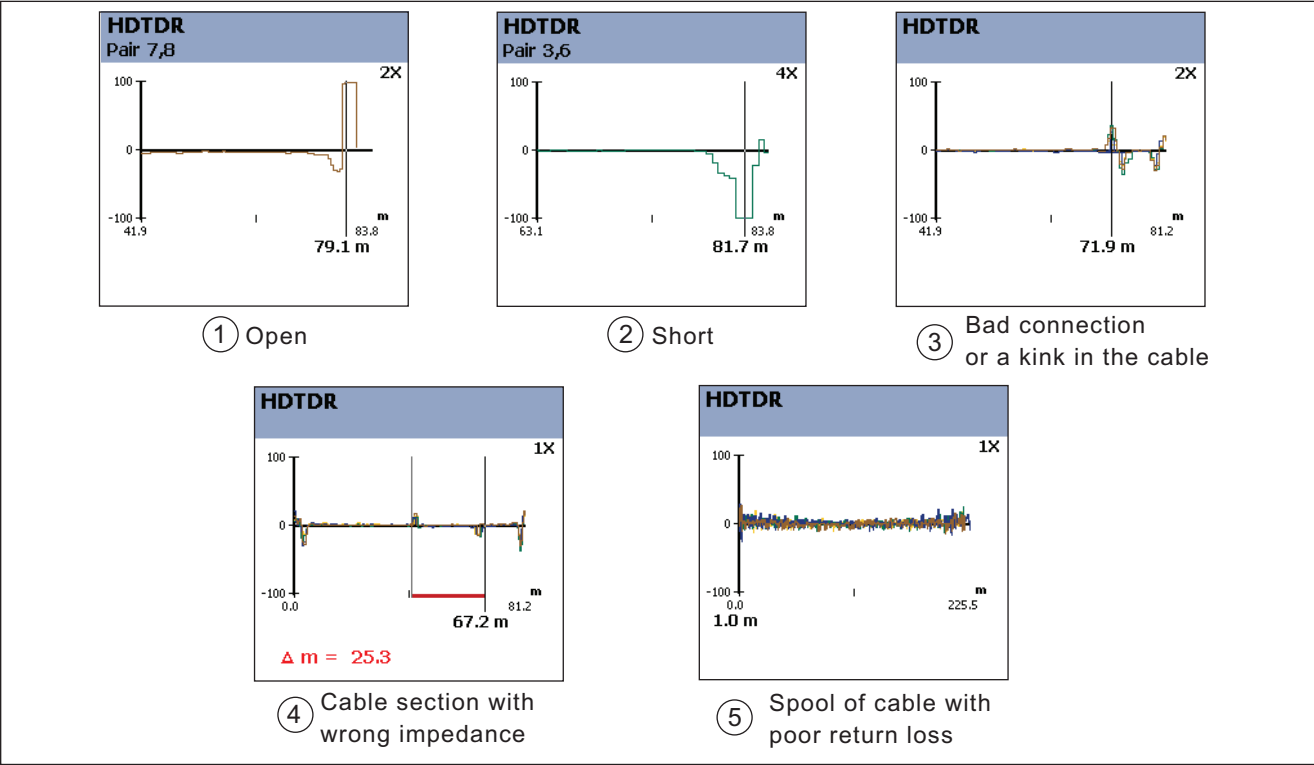 HDTDR
Pair 7,8
2X
100
0
-100
m
41.9
83.8
79.1 m
1 Open
HDTDR
Pair 3,6
4X
100
0
-100
m
63.1
83.8
81.7 m
2 Short
HDTDR
2X
100
0
-100
m
41.9
81.2
71.9 m
3 Bad connection
or a kink in the cable
HDTDR
1X
100
0
-100
m
0.0
81.2
67.2 m
Δ m = 25.3
4 Cable section with
wrong impedance
HDTDR
1X
100
0
-100
m
0.0
225.5
1.0 m
5 Spool of cable with
poor return loss